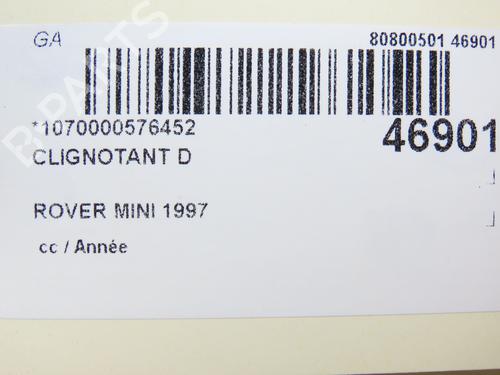 GA
80800501 46901
*1070000576452
46901
CLIGNOTANT D
ROVER MINI 1997
cc / Année